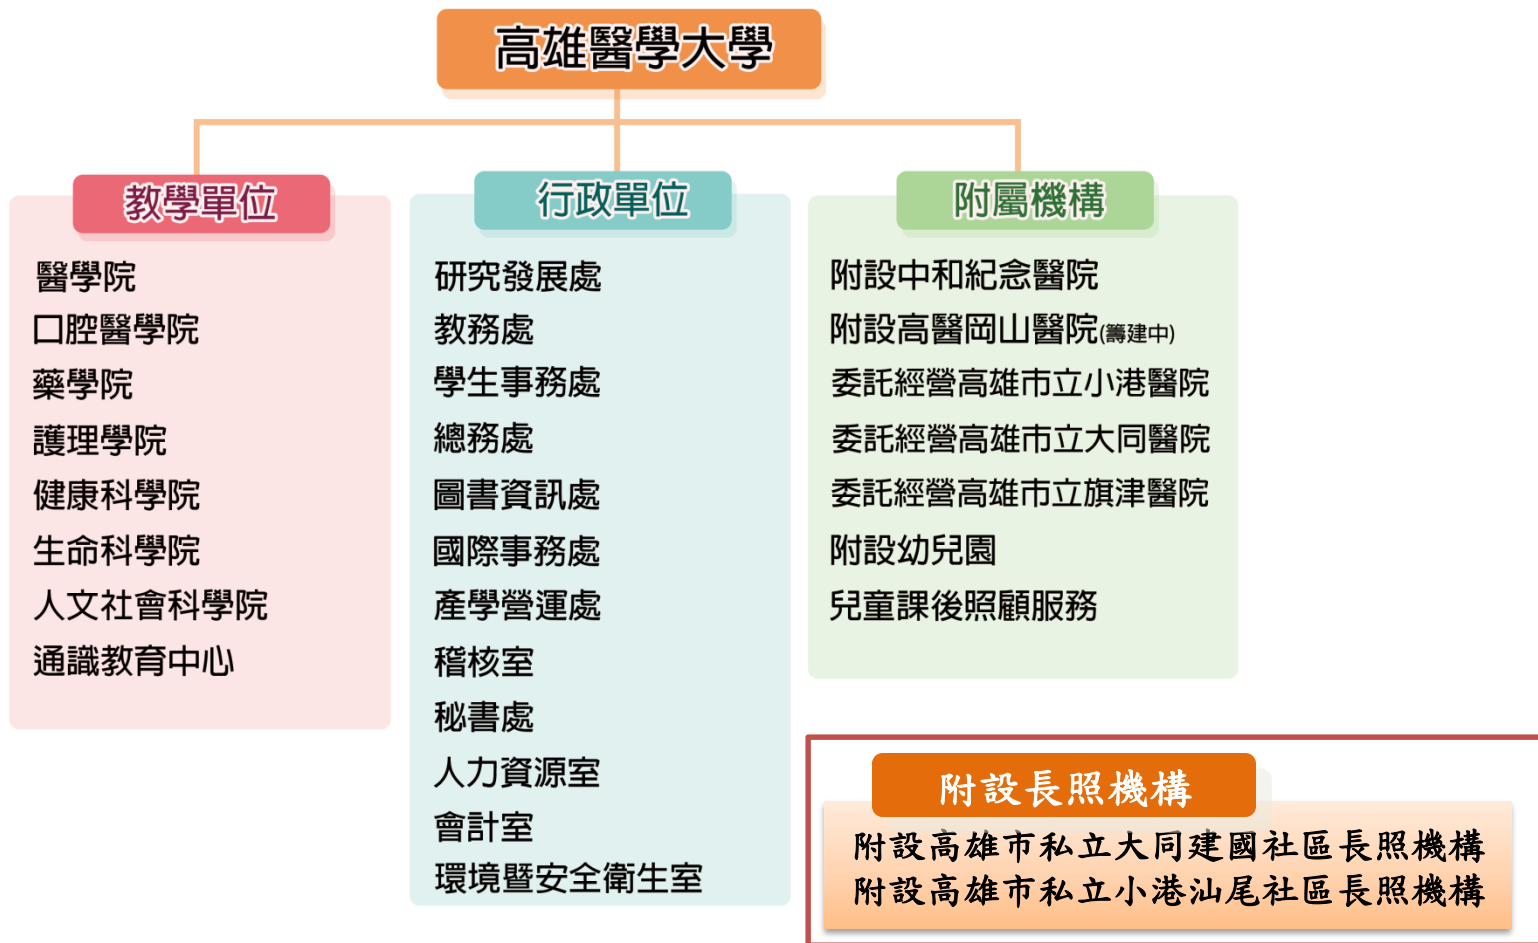 高雄醫學大學
教學單位
醫學院
口腔醫學院
藥學院
護理學院
健康科學院
生命科學院
人文社會科學院
通識教育中心
行政單位
研究發展處
教務處
學生事務處
總務處
圖書資訊處
國際事務處
產學營運處
稽核室
秘書處
人力資源室
會計室
環境暨安全衛生室
附屬機構
附設中和紀念醫院
附設高醫岡山醫院(籌建中)
委託經營高雄市立小港醫院
委託經營高雄市立大同醫院
委託經營高雄市立旗津醫院
附設幼兒園
兒童課後照顧服務
附設長照機構
附設高雄市私立大同建國社區長照機構
附設高雄市私立小港汕尾社區長照機構